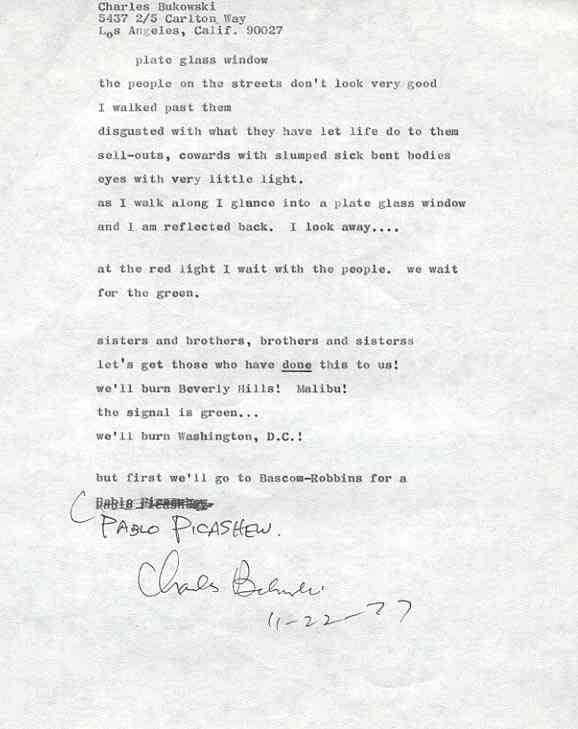 Charles Bukowski
5437 2/5 Carlton Way
Los Angeles, Calif. 90027
plate glass window
the people on the streets don't look very good
I walked past them
disgusted with what they have let life do to them
sell-outs, cowards with slumped sick bent bodies
eyes with very little light.
as I walk along I glance into a plate glass window
and I am reflected back. I look away....
at the red light I wait with the people. we wait
for the green.
sisters and brothers, brothers and sisterss
let's get those who have done this to us!
we'll burn Beverly Hills! Malibu!
the signal is green...
we'll burn Washington, D.C.!
but first we'll go to Bascom-Robbins for a
PABLO PICASHEW.
Charles Bukowski
11-22-77